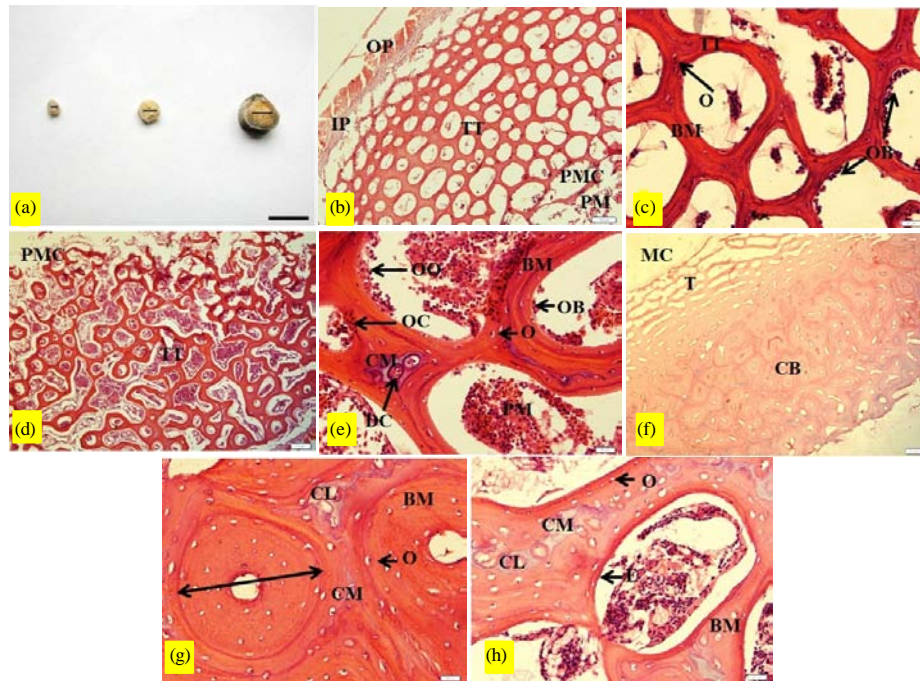 (a)
OP
IP
TT
PMC
PM
(b)
TT
O
BM
OB
(c)
PMC
TT
(d)
OO
BM
OC
OB
O
CM
DC
PM
(e)
MC
T
CB
(f)
CL
BM
O
CM
(g)
O
CM
CL
E
BM
(h)